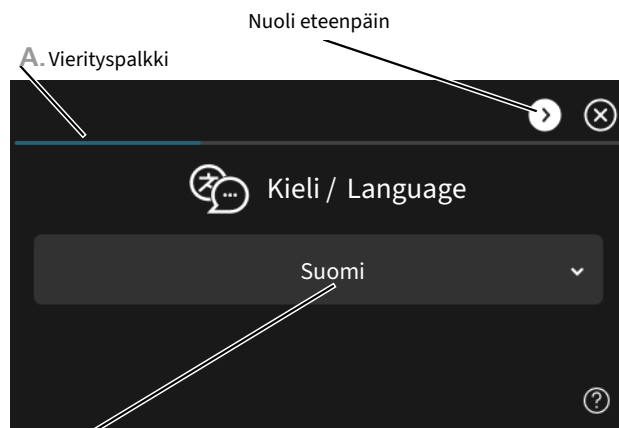 Nuoli eteenpäin
A. Vierityspalkki
Kieli / Language
Suomi